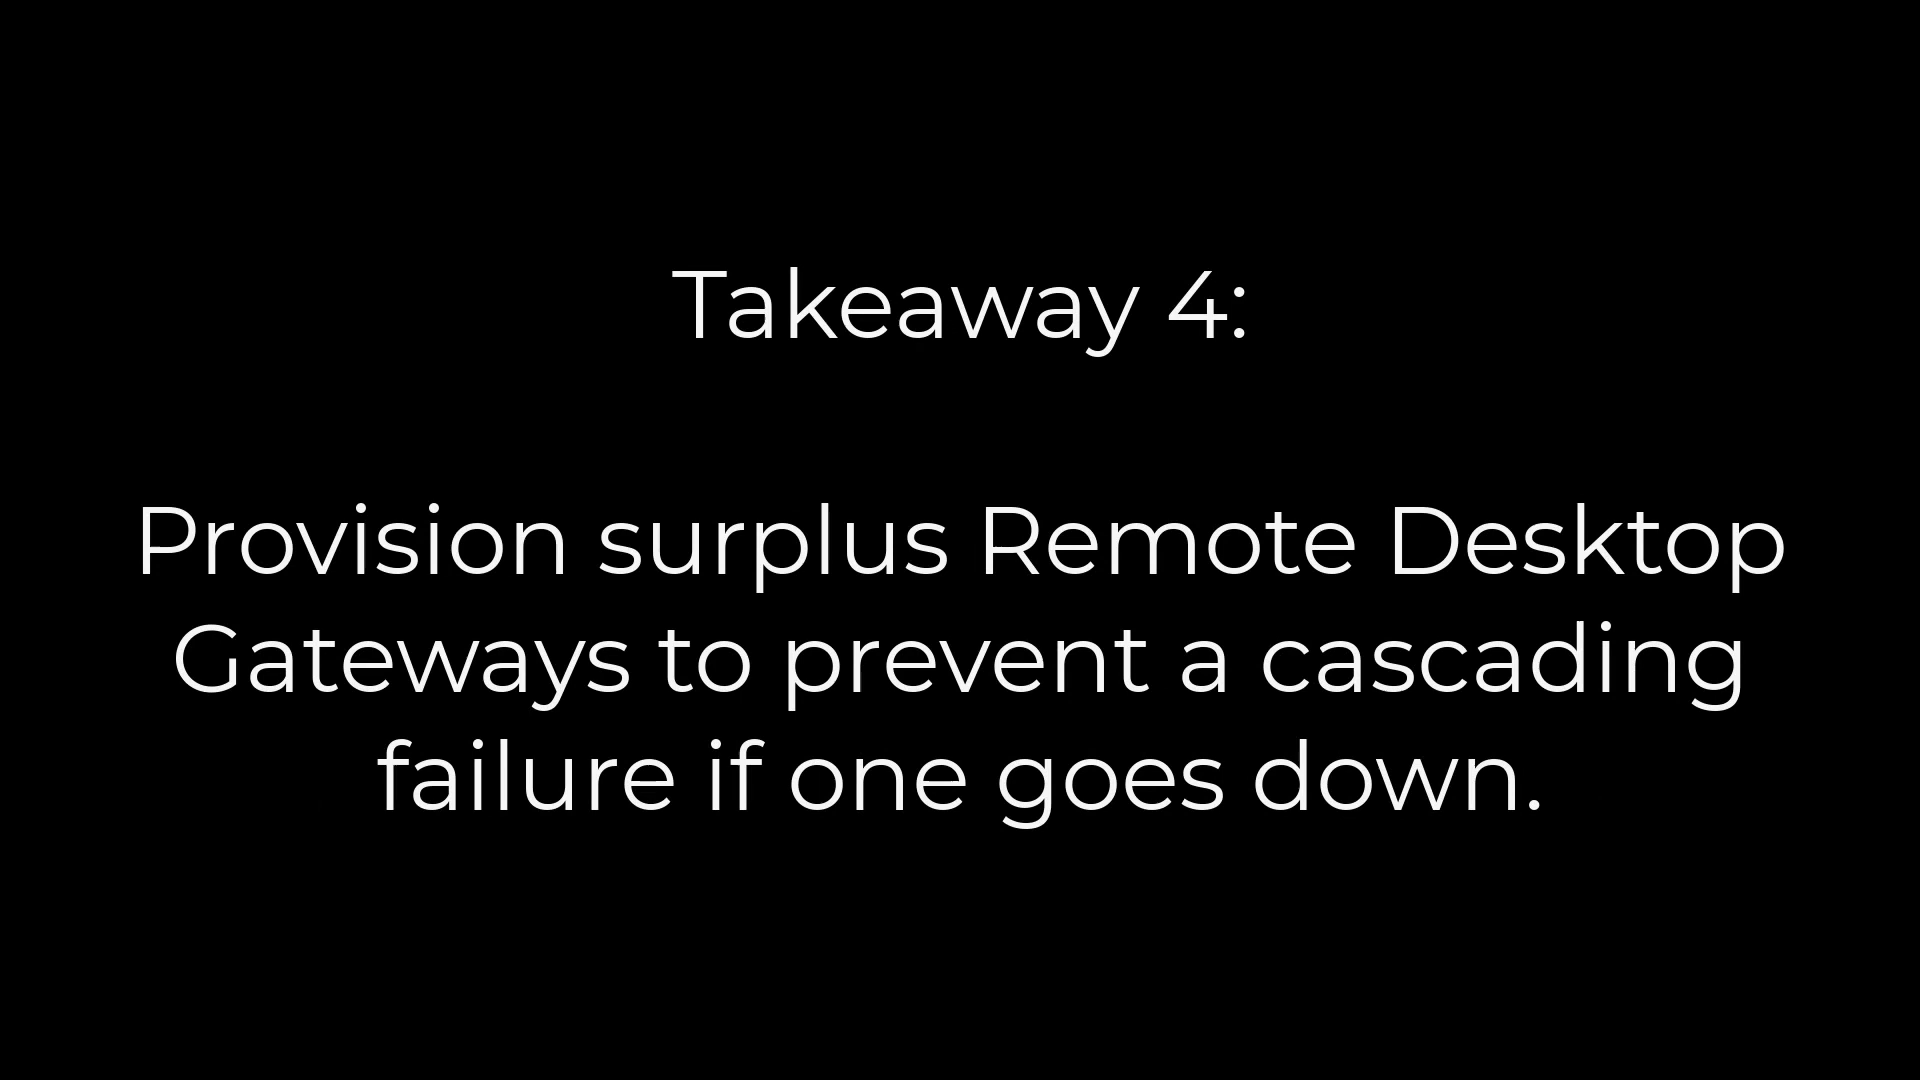 Takeaway 4:
Provision surplus Remote Desktop
Gateways to prevent a cascading
failure if one goes down.